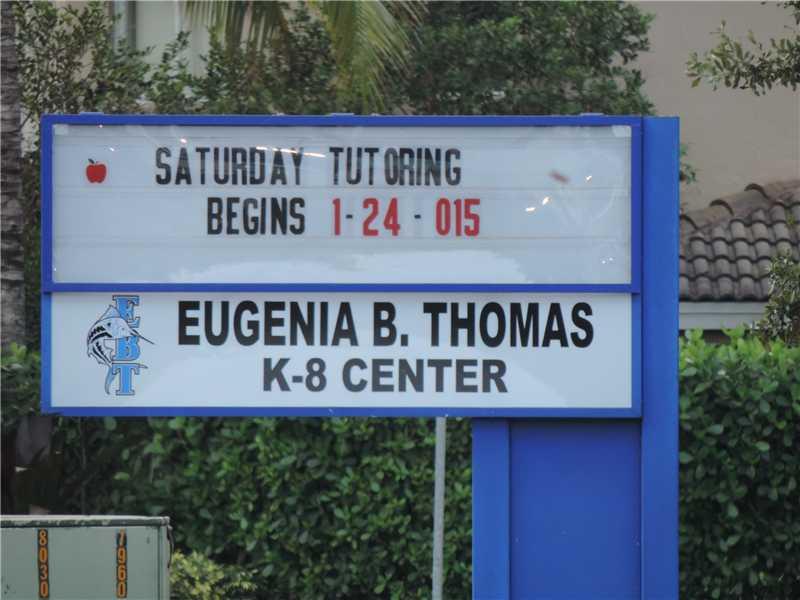 SATURDAY TUTORING
BEGINS 1-24-015
EBT
EUGENIA B. THOMAS
K-8 CENTER
8030
7960